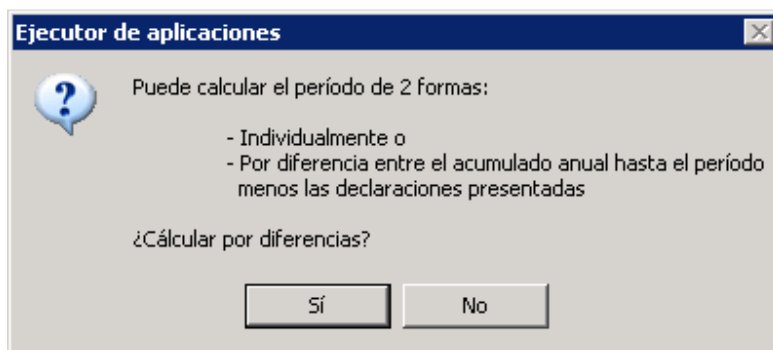 Ejecutor de aplicaciones
Puede calcular el período de 2 formas:
- Individualmente o
- Por diferencia entre el acumulado anual hasta el período
menos las declaraciones presentadas
¿Cálcular por diferencias?
Sí
No